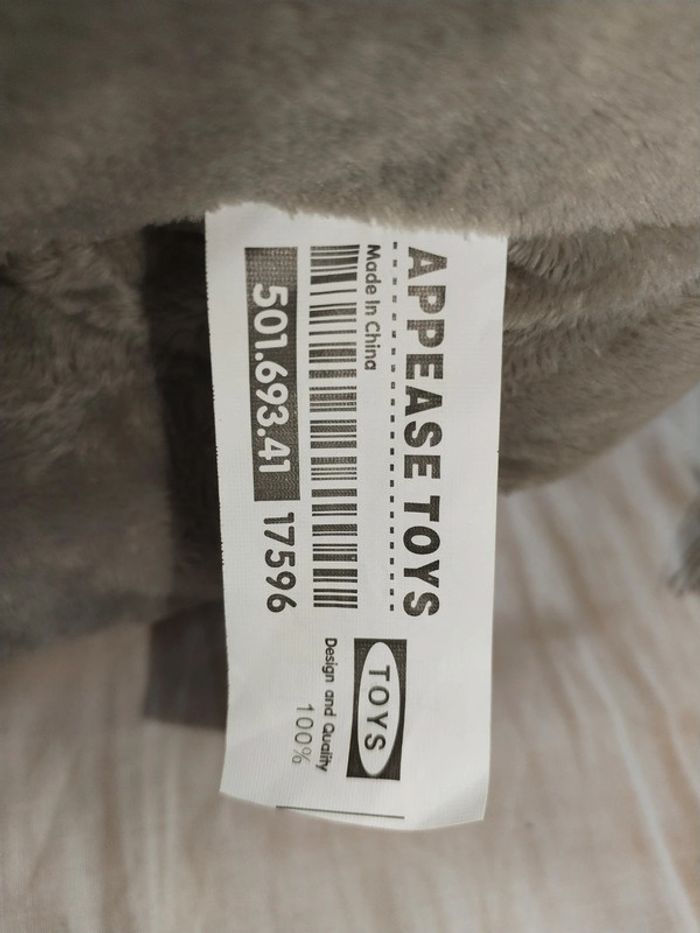 APPEASE TOYS
Made In China
501.693.41 17596
TOYS
Design and Quality
100%